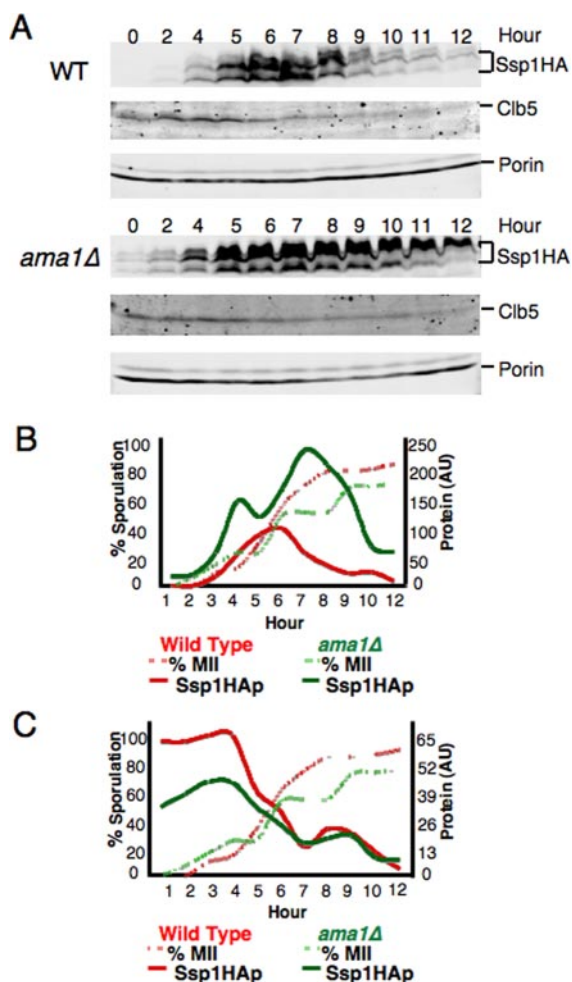 A
0 2 4 5 6 7 8 9 10 11 12 Hour
WT
Ssp1HA
Clb5
Porin
0 2 4 5 6 7 8 9 10 11 12 Hour
ama1Δ
Ssp1HA
Clb5
Porin
B
100 250
80 200
60 150
40 100
20 50
0 0
% Sporulation
Protein (AU)
1 2 3 4 5 6 7 9 10 12
Hour
Wild Type ama1Δ
% MII % MII
Ssp1HAp Ssp1HAp
C
100 65
80 52
60 39
40 26
20 13
0 0
% Sporulation
Protein (AU)
1 2 3 4 5 6 7 8 9 10 12
Hour
Wild Type ama1Δ
% MII % MII
Ssp1HAp Ssp1HAp